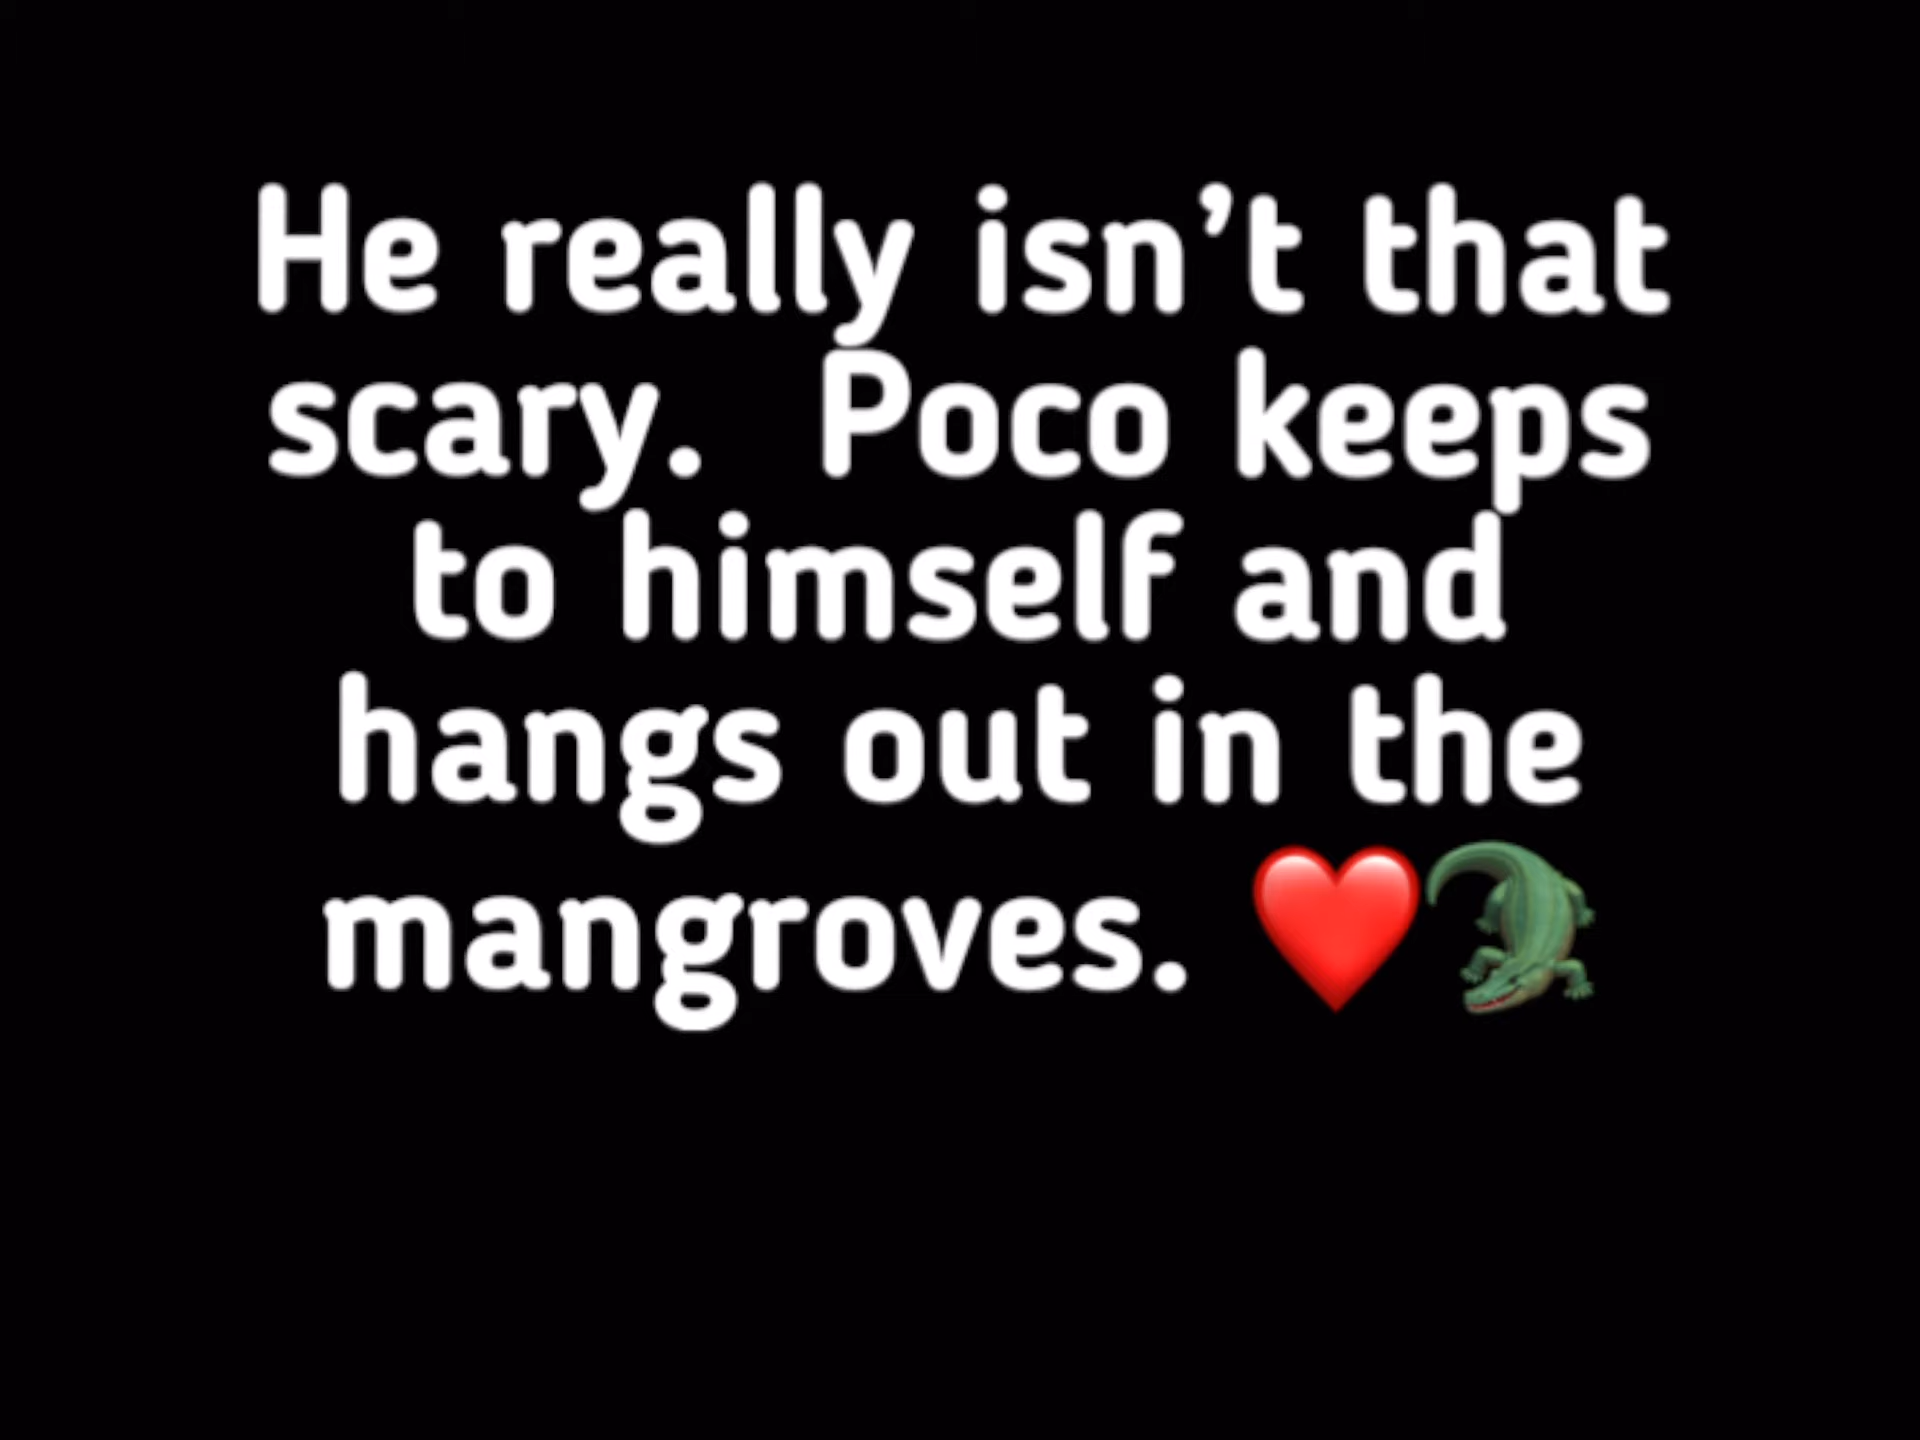 He really isn’t that
scary.  Poco keeps
to himself and
hangs out in the
mangroves. ❤️🐊